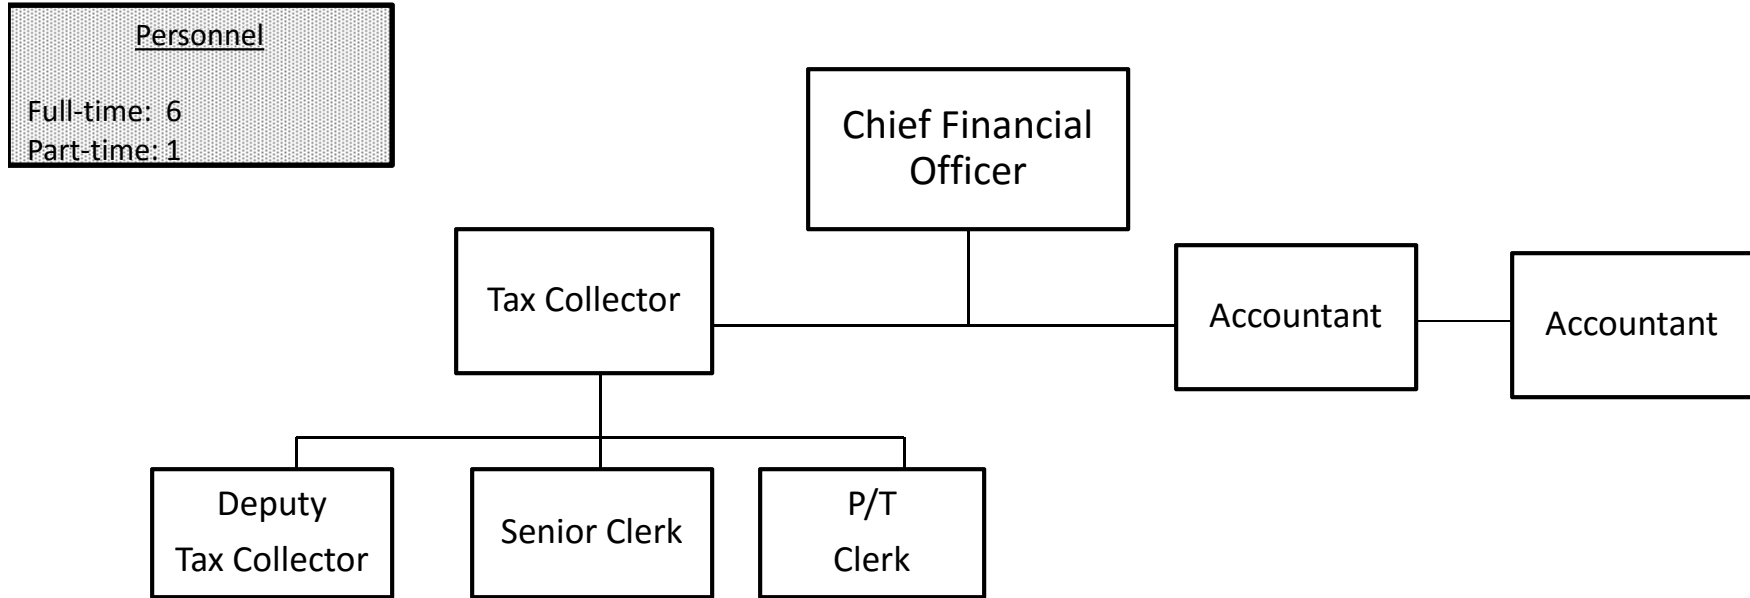 Personnel
Full-time: 6
Part-time: 1
Chief Financial
Officer
Tax Collector
Accountant
Accountant
Deputy
Tax Collector
Senior Clerk
P/T
Clerk